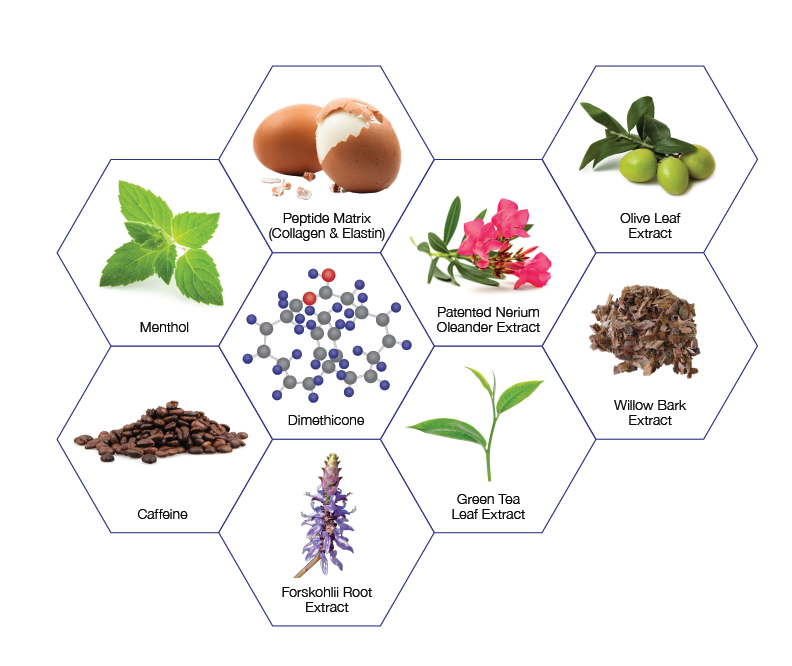 Peptide Matrix
(Collagen & Elastin)
Olive Leaf
Extract
Menthol
Patented Nerium
Oleander Extract
Dimethicone
Willow Bark
Extract
Caffeine
Green Tea
Leaf Extract
Forskohlii Root
Extract